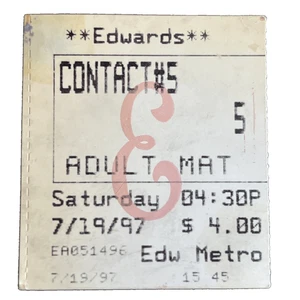 **Edwards**
CONTACT#5
5
ADULT MAT
Saturday 04:30P
7/19/97 $ 4.00
EA051496 Edw Metro
7/19/97 15 45